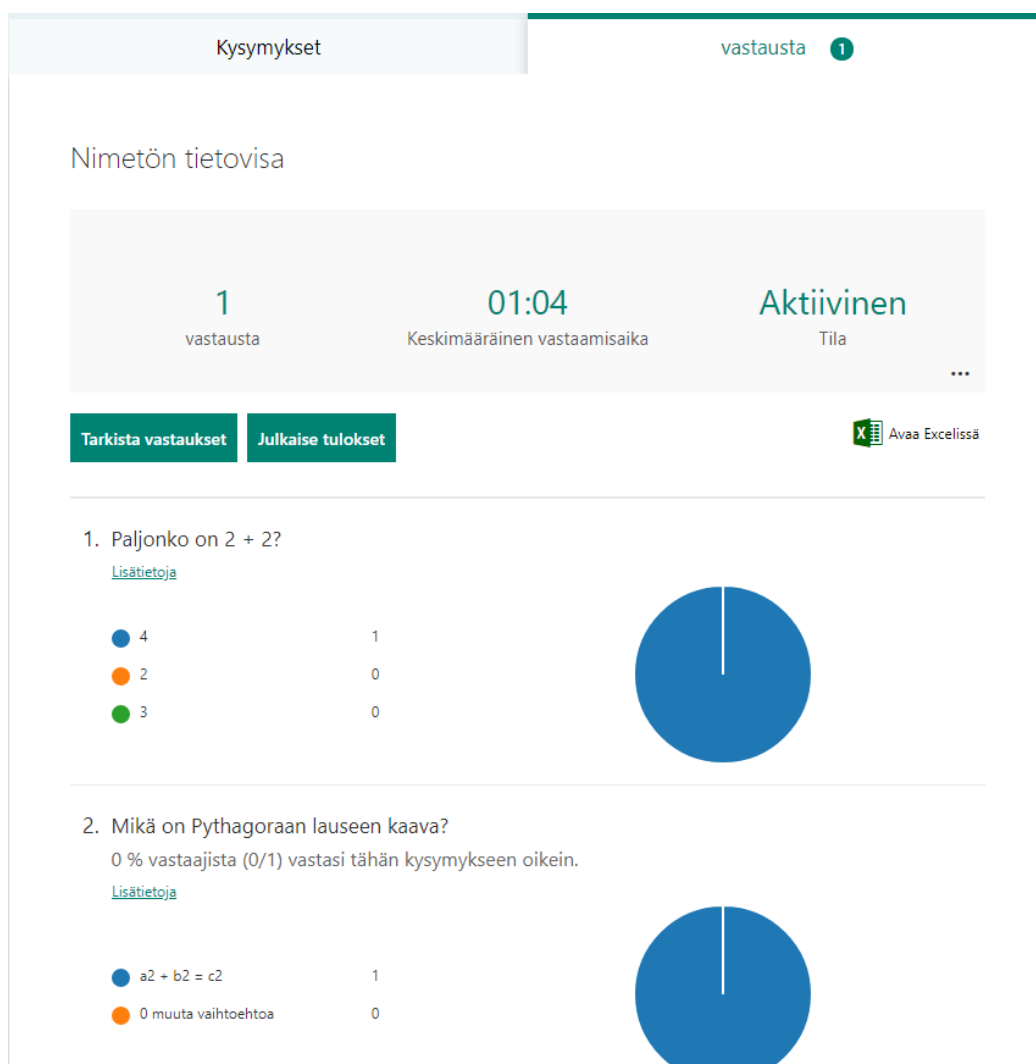 Kysymykset
vastausta 1
Nimetön tietovisa
1 01:04 Aktiivinen
vastausta Keskimääräinen vastaamisaika Tila
...
Tarkista vastaukset Julkaise tulokset Avaa Excelissä
1. Paljonko on 2 + 2?
Lisätietoja
4 1
2 0
3 0
2. Mikä on Pythagoraan lauseen kaava?
0 % vastaajista (0/1) vastasi tähän kysymykseen oikein.
Lisätietoja
a2 + b2 = c2 1
0 muuta vaihtoehtoa 0